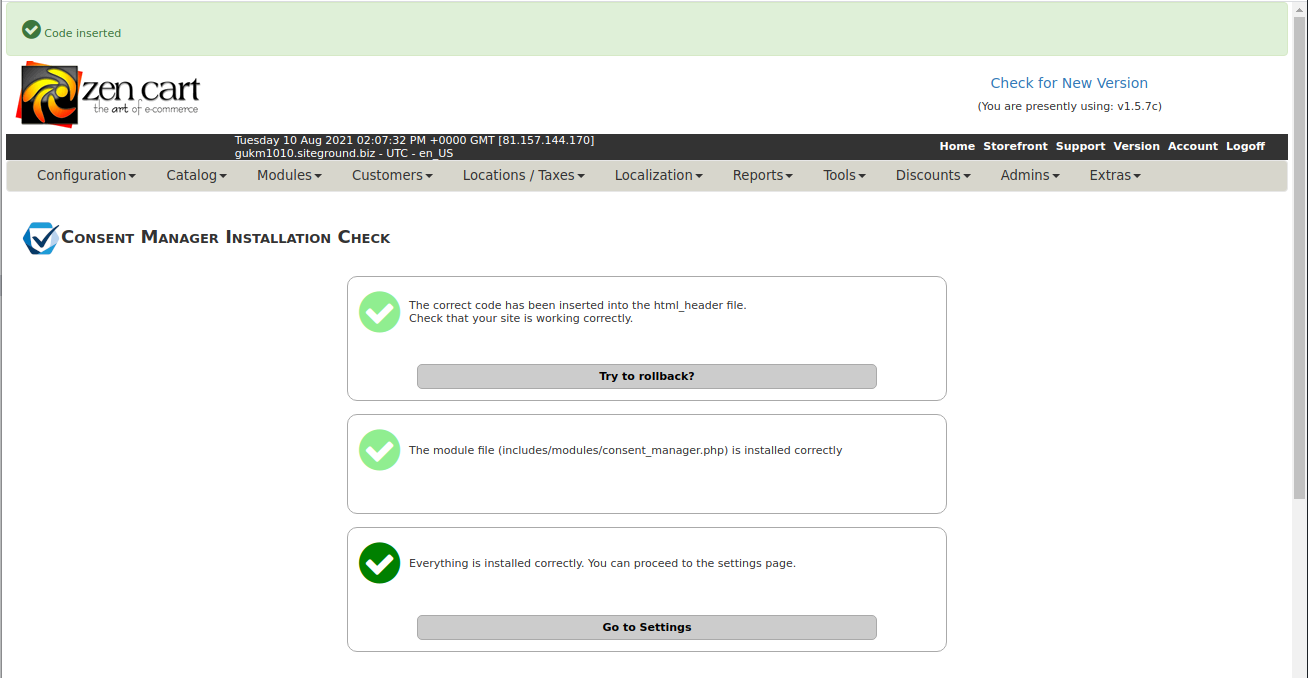 Code inserted
zen cart
the art of e-commerce
Check for New Version
(You are presently using: v1.5.7c)
Tuesday 10 Aug 2021 02:07:32 PM +0000 GMT [81.157.144.170]
gukm1010.siteground.biz - UTC - en_US
Home Storefront Support Version Account Logoff
Configuration Catalog Modules Customers Locations / Taxes Localization Reports Tools Discounts Admins Extras
Consent Manager Installation Check
The correct code has been inserted into the html_header file.
Check that your site is working correctly.
Try to rollback?
The module file (includes/modules/consent_manager.php) is installed correctly
Everything is installed correctly. You can proceed to the settings page.
Go to Settings